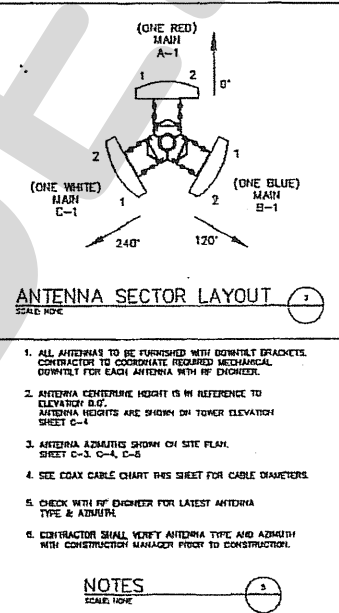 (ONE RED)
MAIN
A-1
1 2
0°
2 1
(ONE WHITE)
MAIN
C-1
1 2
(ONE BLUE)
MAIN
B-1
240° 120°
ANTENNA SECTOR LAYOUT
SCALE: NONE
1. ALL ANTENNAS TO BE FURNISHED WITH DOWNTILT BRACKETS.
CONTRACTOR TO COORDINATE REQUIRED MECHANICAL
DOWNTILT FOR EACH ANTENNA WITH RF ENGINEER.
2. ANTENNA CENTERLINE HEIGHT IS IN REFERENCE TO
ELEVATION 0.0'.
ANTENNA HEIGHTS ARE SHOWN ON TOWER ELEVATION
SHEET C-4
3. ANTENNA AZIMUTHS SHOWN ON SITE PLAN.
SHEET C-3, C-4, C-5
4. SEE COAX CABLE CHART THIS SHEET FOR CABLE DIAMETERS.
5. CHECK WITH RF ENGINEER FOR LATEST ANTENNA
TYPE & AZIMUTH.
6. CONTRACTOR SHALL VERIFY ANTENNA TYPE AND AZIMUTH
WITH CONSTRUCTION MANAGER PRIOR TO CONSTRUCTION.
NOTES
SCALE: NONE